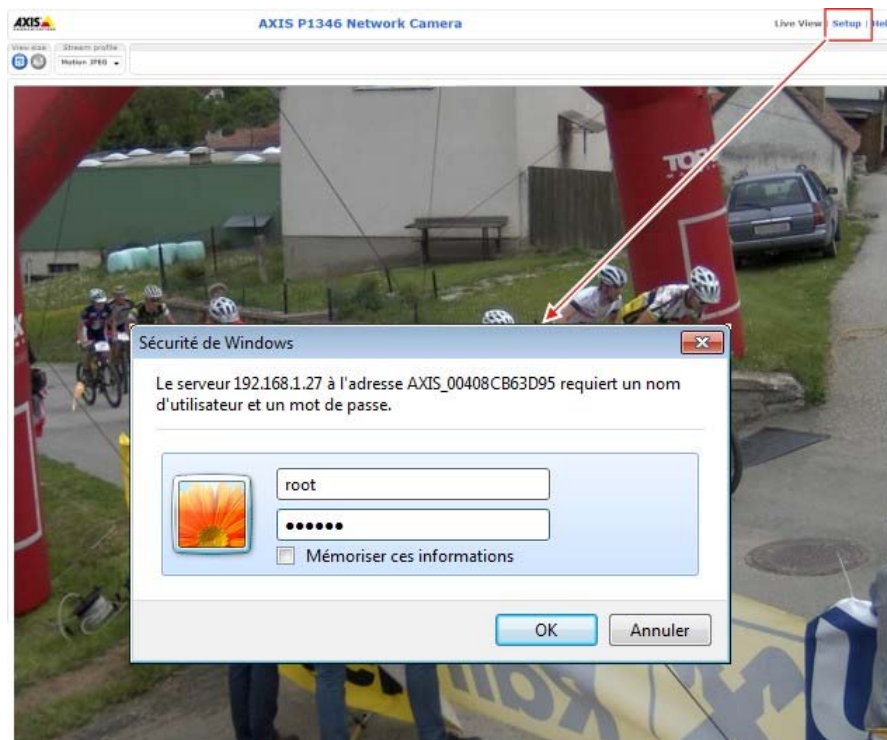 AXIS
AXIS P1346 Network Camera
Live View | Setup | Hel
View size
Stream profile
Motion JPEG
TOP
Sécurité de Windows
Le serveur 192.168.1.27 à l'adresse AXIS_00408CB63D95 requiert un nom
d'utilisateur et un mot de passe.
root
••••••
Mémoriser ces informations
OK
Annuler
Rai